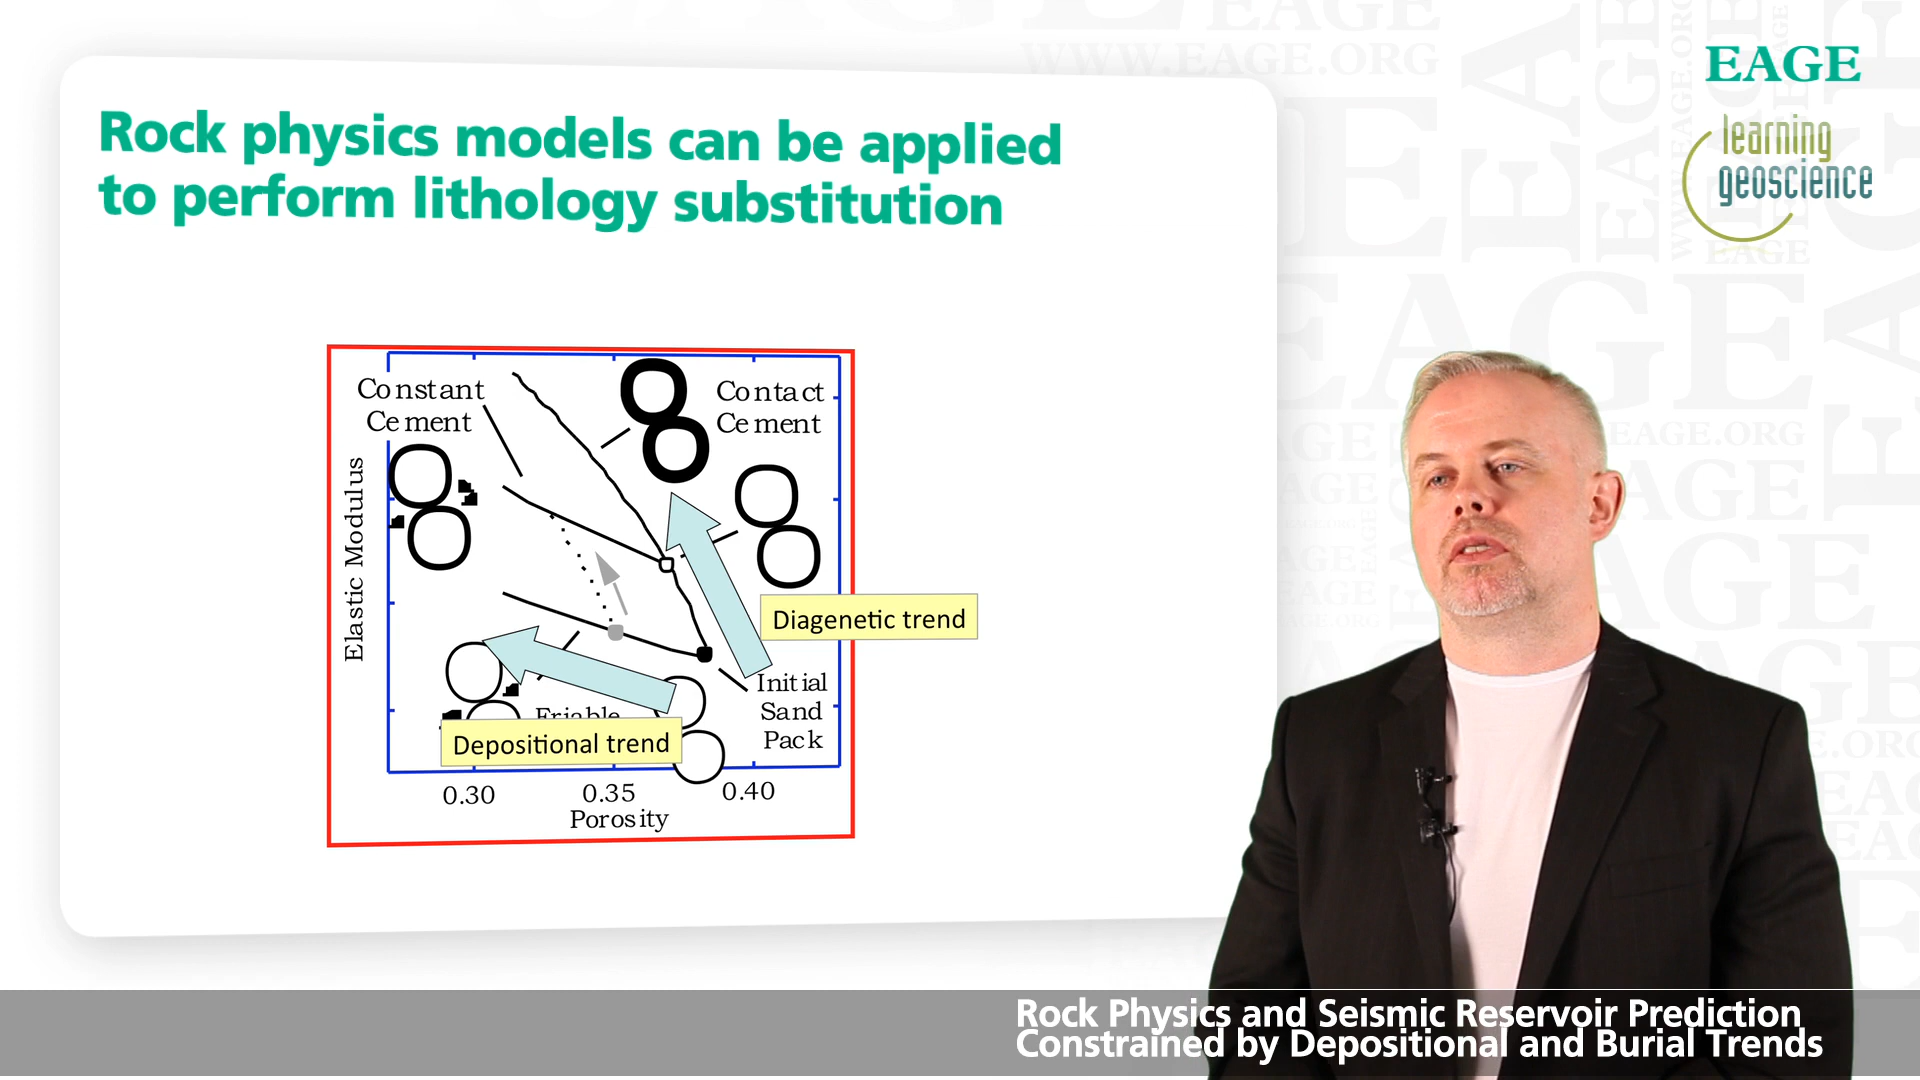 EAGE
learning
geoscience
Rock physics models can be applied
to perform lithology substitution
Constant
Cement
Contact
Cement
Elastic Modulus
Diagenetic trend
Initial
Sand
Pack
Friable
Depositional trend
0.30 0.35 0.40
Porosity
Rock Physics and Seismic Reservoir Prediction
Constrained by Depositional and Burial Trends
WWW.EAGE.ORG